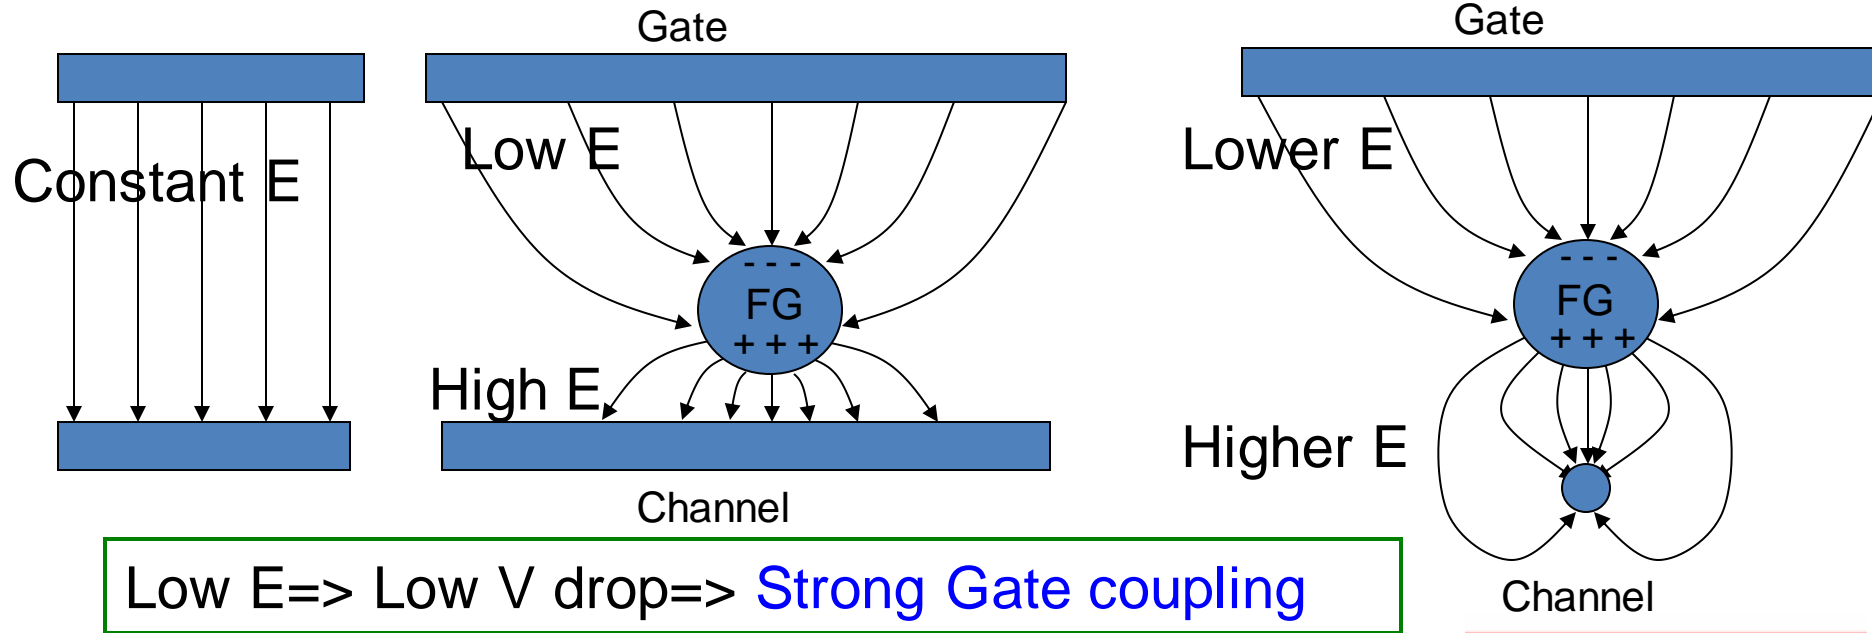 Gate
Gate
Constant E
Low E
Lower E
- - -
FG
+ + +
- - -
FG
+ + +
High E
Higher E
Channel
Channel
Low E=> Low V drop=> Strong Gate coupling